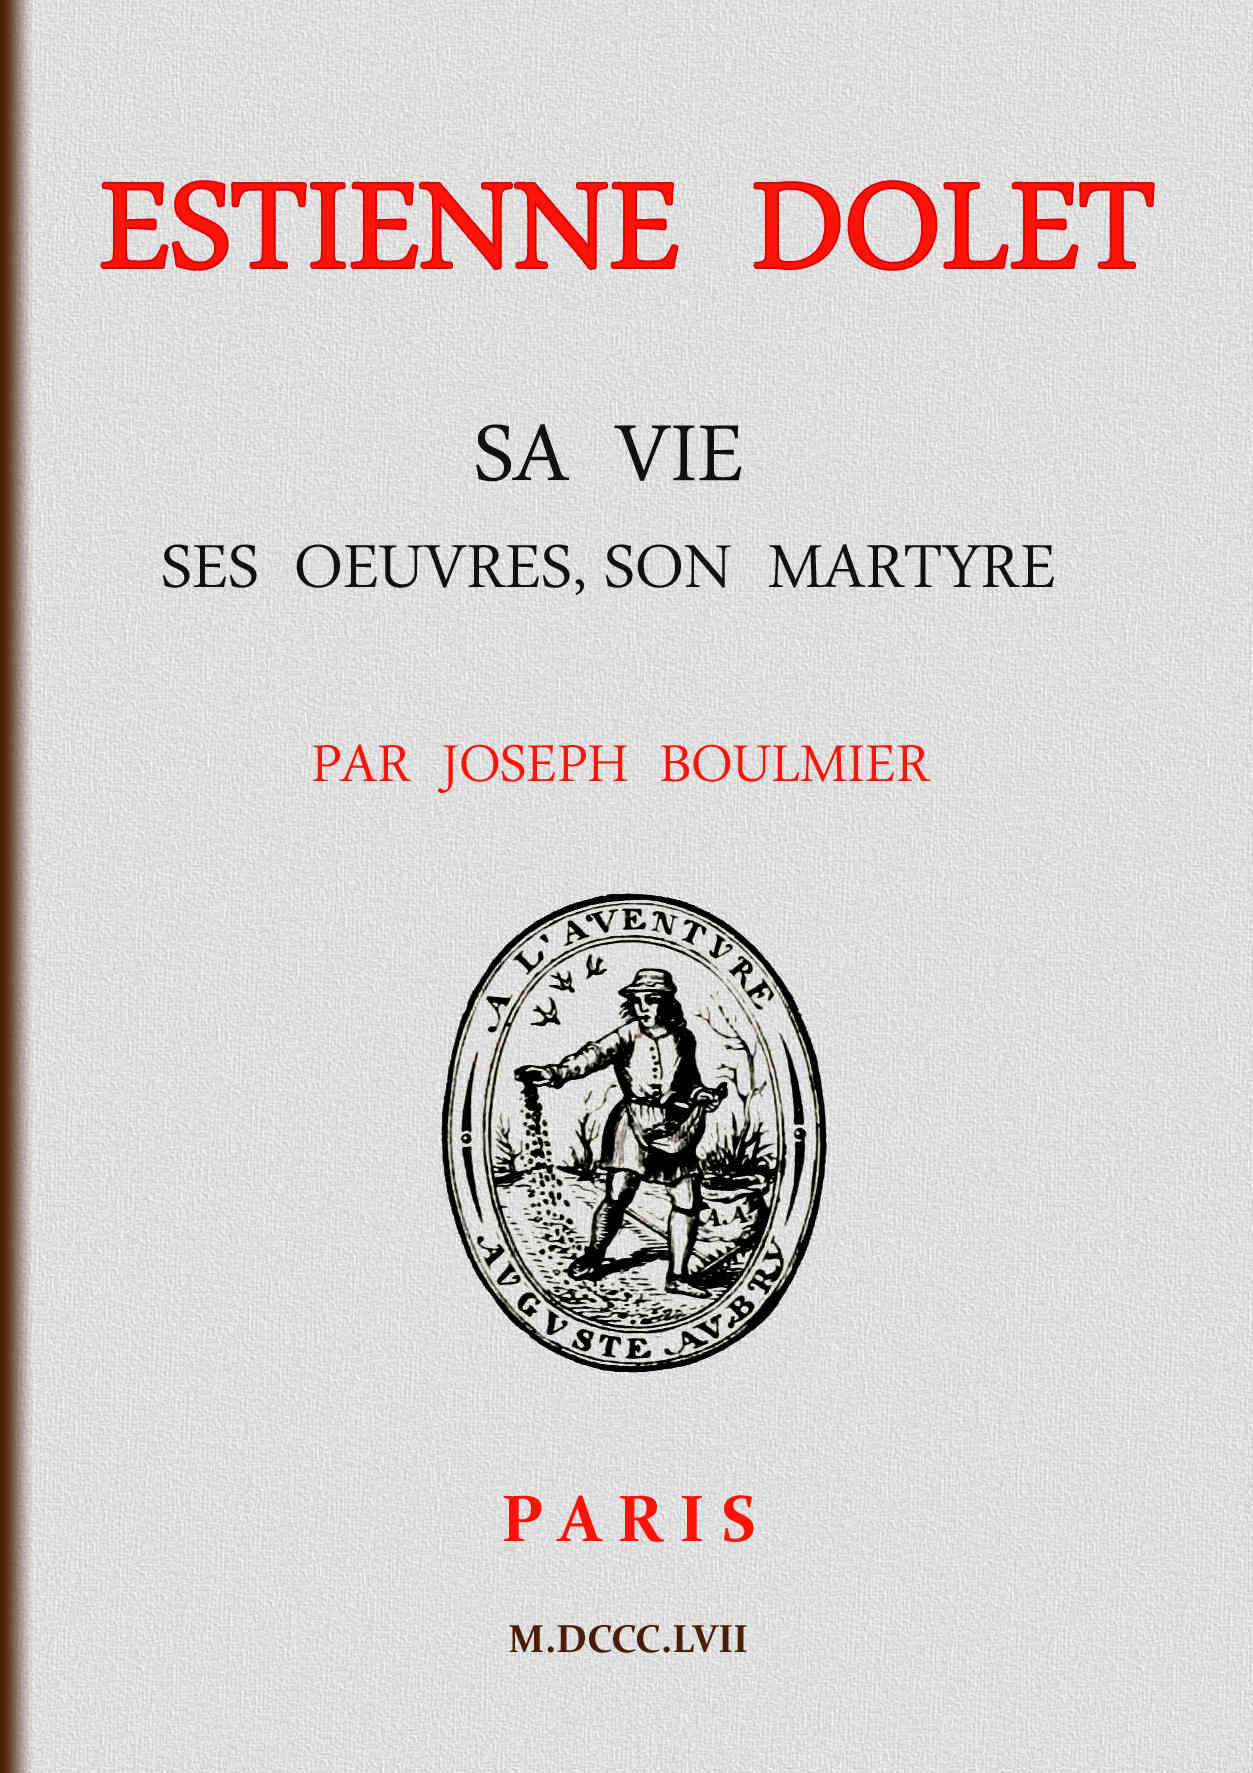 ESTIENNE DOLET
SA VIE
SES OEUVRES, SON MARTYRE
PAR JOSEPH BOULMIER
A L'AVENTVRE
A.A.
AVGVSTE AVBRY
PARIS
M.DCCC.LVII